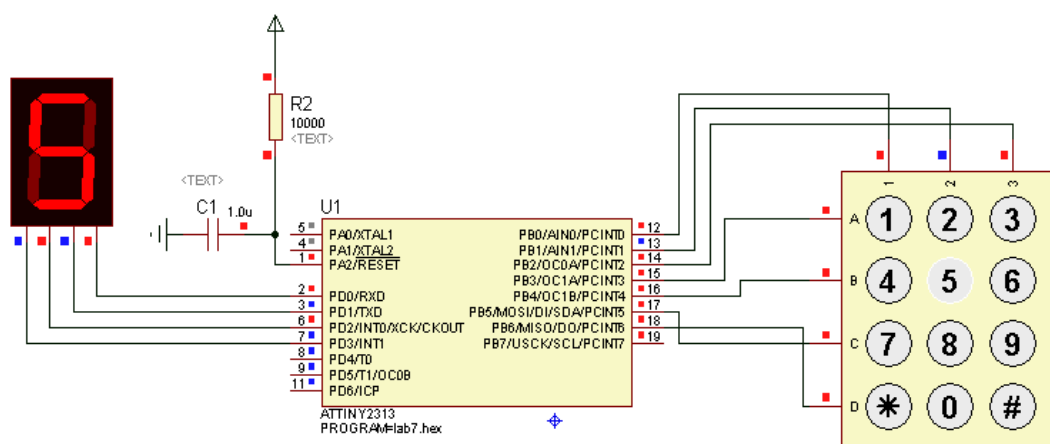 R2
10000
<TEXT>
<TEXT>
C1
1.0u
U1
5 PA0/XTAL1
4 PA1/XTAL2
1 PA2/RESET
2 PD0/RXD
3 PD1/TXD
6 PD2/INT0/XCK/CKOUT
7 PD3/INT1
8 PD4/T0
9 PD5/T1/OC0B
11 PD6/ICP
PB0/AIN0/PCINT0 12
PB1/AIN1/PCINT1 13
PB2/OC0A/PCINT2 14
PB3/OC1A/PCINT3 15
PB4/OC1B/PCINT4 16
PB5/MOSI/DI/SDA/PCINT5 17
PB6/MISO/DO/PCINT6 18
PB7/USCK/SCL/PCINT7 19
ATTINY2313
PROGRAM=lab7.hex
5
1 2 3
A 1 2 3
B 4 5 6
C 7 8 9
D * 0 #